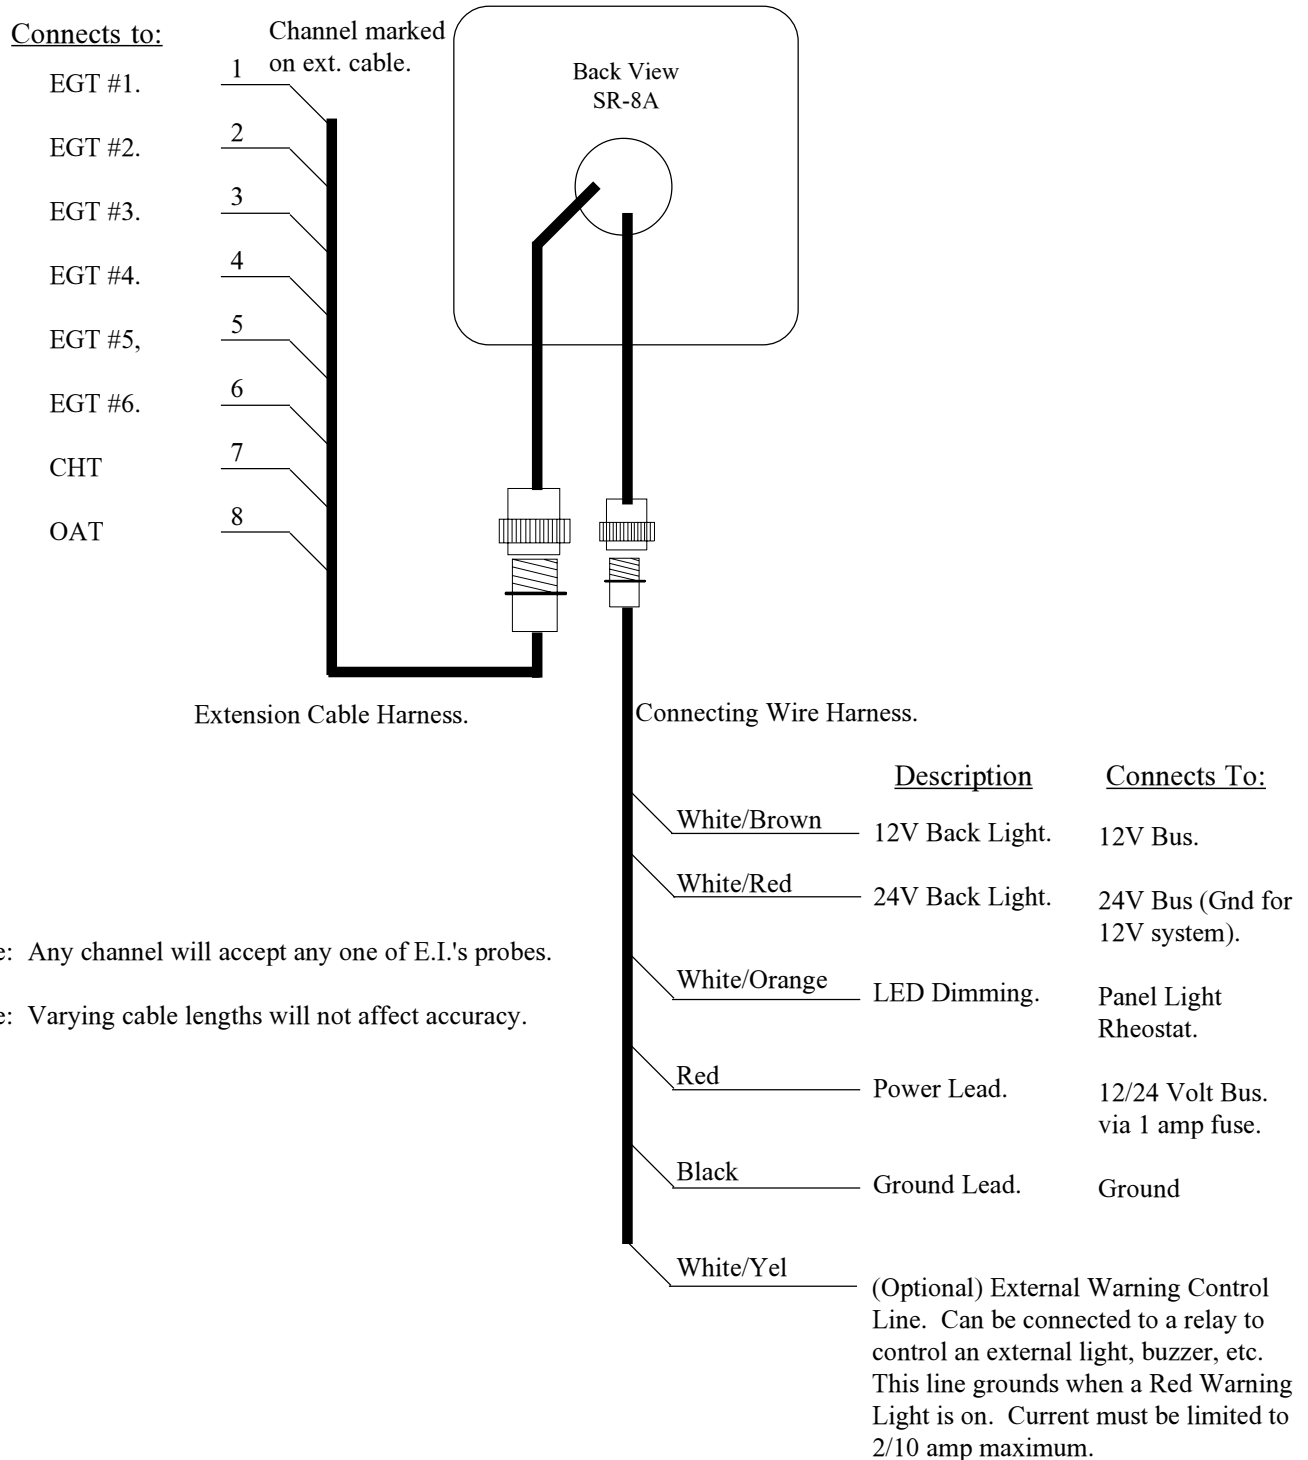 Connects to:
Channel marked
on ext. cable.
Back View
SR-8A
EGT #1.
1
EGT #2.
2
EGT #3.
3
EGT #4.
4
EGT #5,
5
EGT #6.
6
CHT
7
OAT
8
Extension Cable Harness.
Connecting Wire Harness.
Description
Connects To:
White/Brown
12V Back Light.
12V Bus.
White/Red
24V Back Light.
24V Bus (Gnd for
12V system).
e: Any channel will accept any one of E.I.'s probes.
e: Varying cable lengths will not affect accuracy.
White/Orange
LED Dimming.
Panel Light
Rheostat.
Red
Power Lead.
12/24 Volt Bus.
via 1 amp fuse.
Black
Ground Lead.
Ground
White/Yel
(Optional) External Warning Control
Line. Can be connected to a relay to
control an external light, buzzer, etc.
This line grounds when a Red Warning
Light is on. Current must be limited to
2/10 amp maximum.